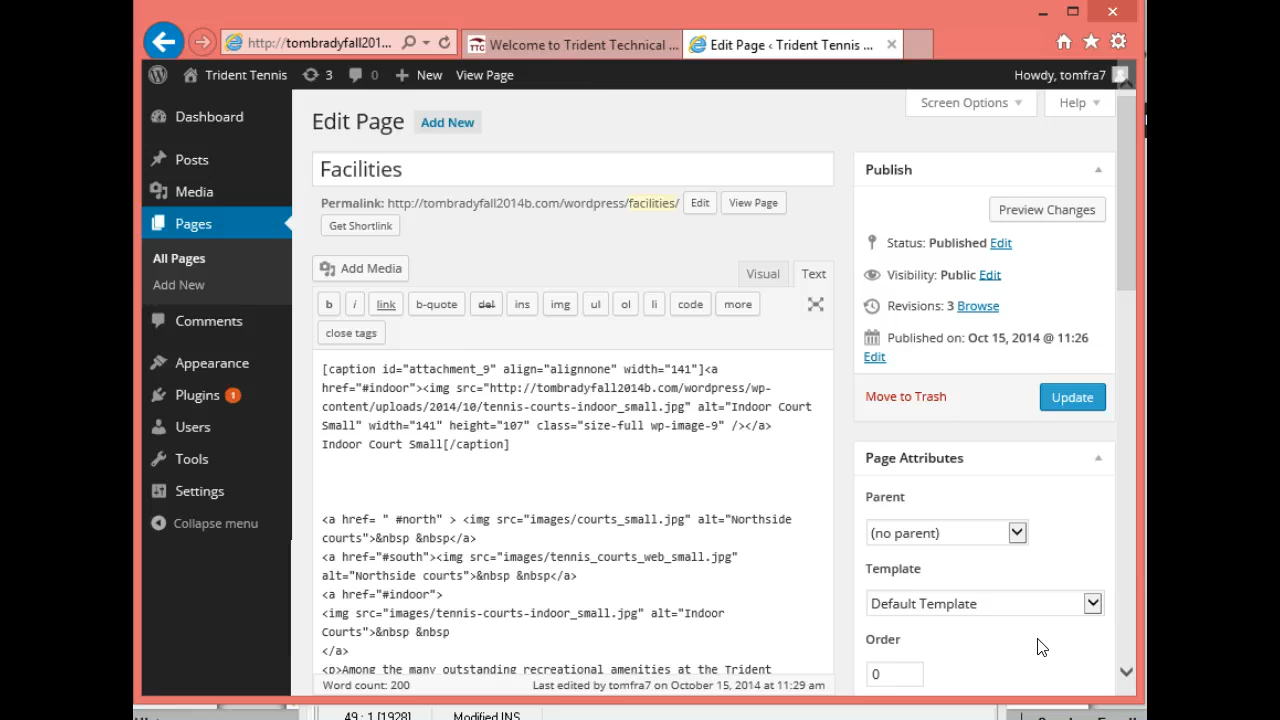 http://tombradyfall201...
Welcome to Trident Technical ...
Edit Page ‹ Trident Tennis ...
Trident Tennis
3
0
New
View Page
Howdy, tomfra7
Dashboard
Posts
Media
Pages
All Pages
Add New
Comments
Appearance
Plugins 1
Users
Tools
Settings
Collapse menu
Screen Options
Help
Edit Page
Add New
Facilities
Permalink: http://tombradyfall2014b.com/wordpress/facilities/ Edit View Page
Get Shortlink
Add Media
Visual
Text
b
i
link
b-quote
del
ins
img
ul
ol
li
code
more
close tags
[caption id="attachment_9" align="alignnone" width="141"]<a
href="#indoor"><img src="http://tombradyfall2014b.com/wordpress/wp-
content/uploads/2014/10/tennis-courts-indoor_small.jpg" alt="Indoor Court
Small" width="141" height="107" class="size-full wp-image-9" /></a>
Indoor Court Small[/caption]
<a href= " #north" > <img src="images/courts_small.jpg" alt="Northside
courts">&nbsp &nbsp</a>
<a href="#south"><img src="images/tennis_courts_web_small.jpg"
alt="Northside courts">&nbsp &nbsp</a>
<a href="#indoor">
<img src="images/tennis-courts-indoor_small.jpg" alt="Indoor
Courts">&nbsp &nbsp
</a>
<p>Among the many outstanding recreational amenities at the Trident
Word count: 200
Last edited by tomfra7 on October 15, 2014 at 11:29 am
Publish
Preview Changes
Status: Published Edit
Visibility: Public Edit
Revisions: 3 Browse
Published on: Oct 15, 2014 @ 11:26
Edit
Move to Trash
Update
Page Attributes
Parent
(no parent)
Template
Default Template
Order
0
49 : 1 [1928]
Modified INS